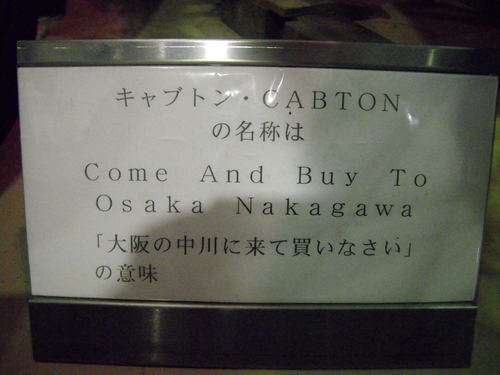 キャブトン・CABTON
の名称は
Come And Buy To
Osaka Nakagawa
「大阪の中川に来て買いなさい」
の意味